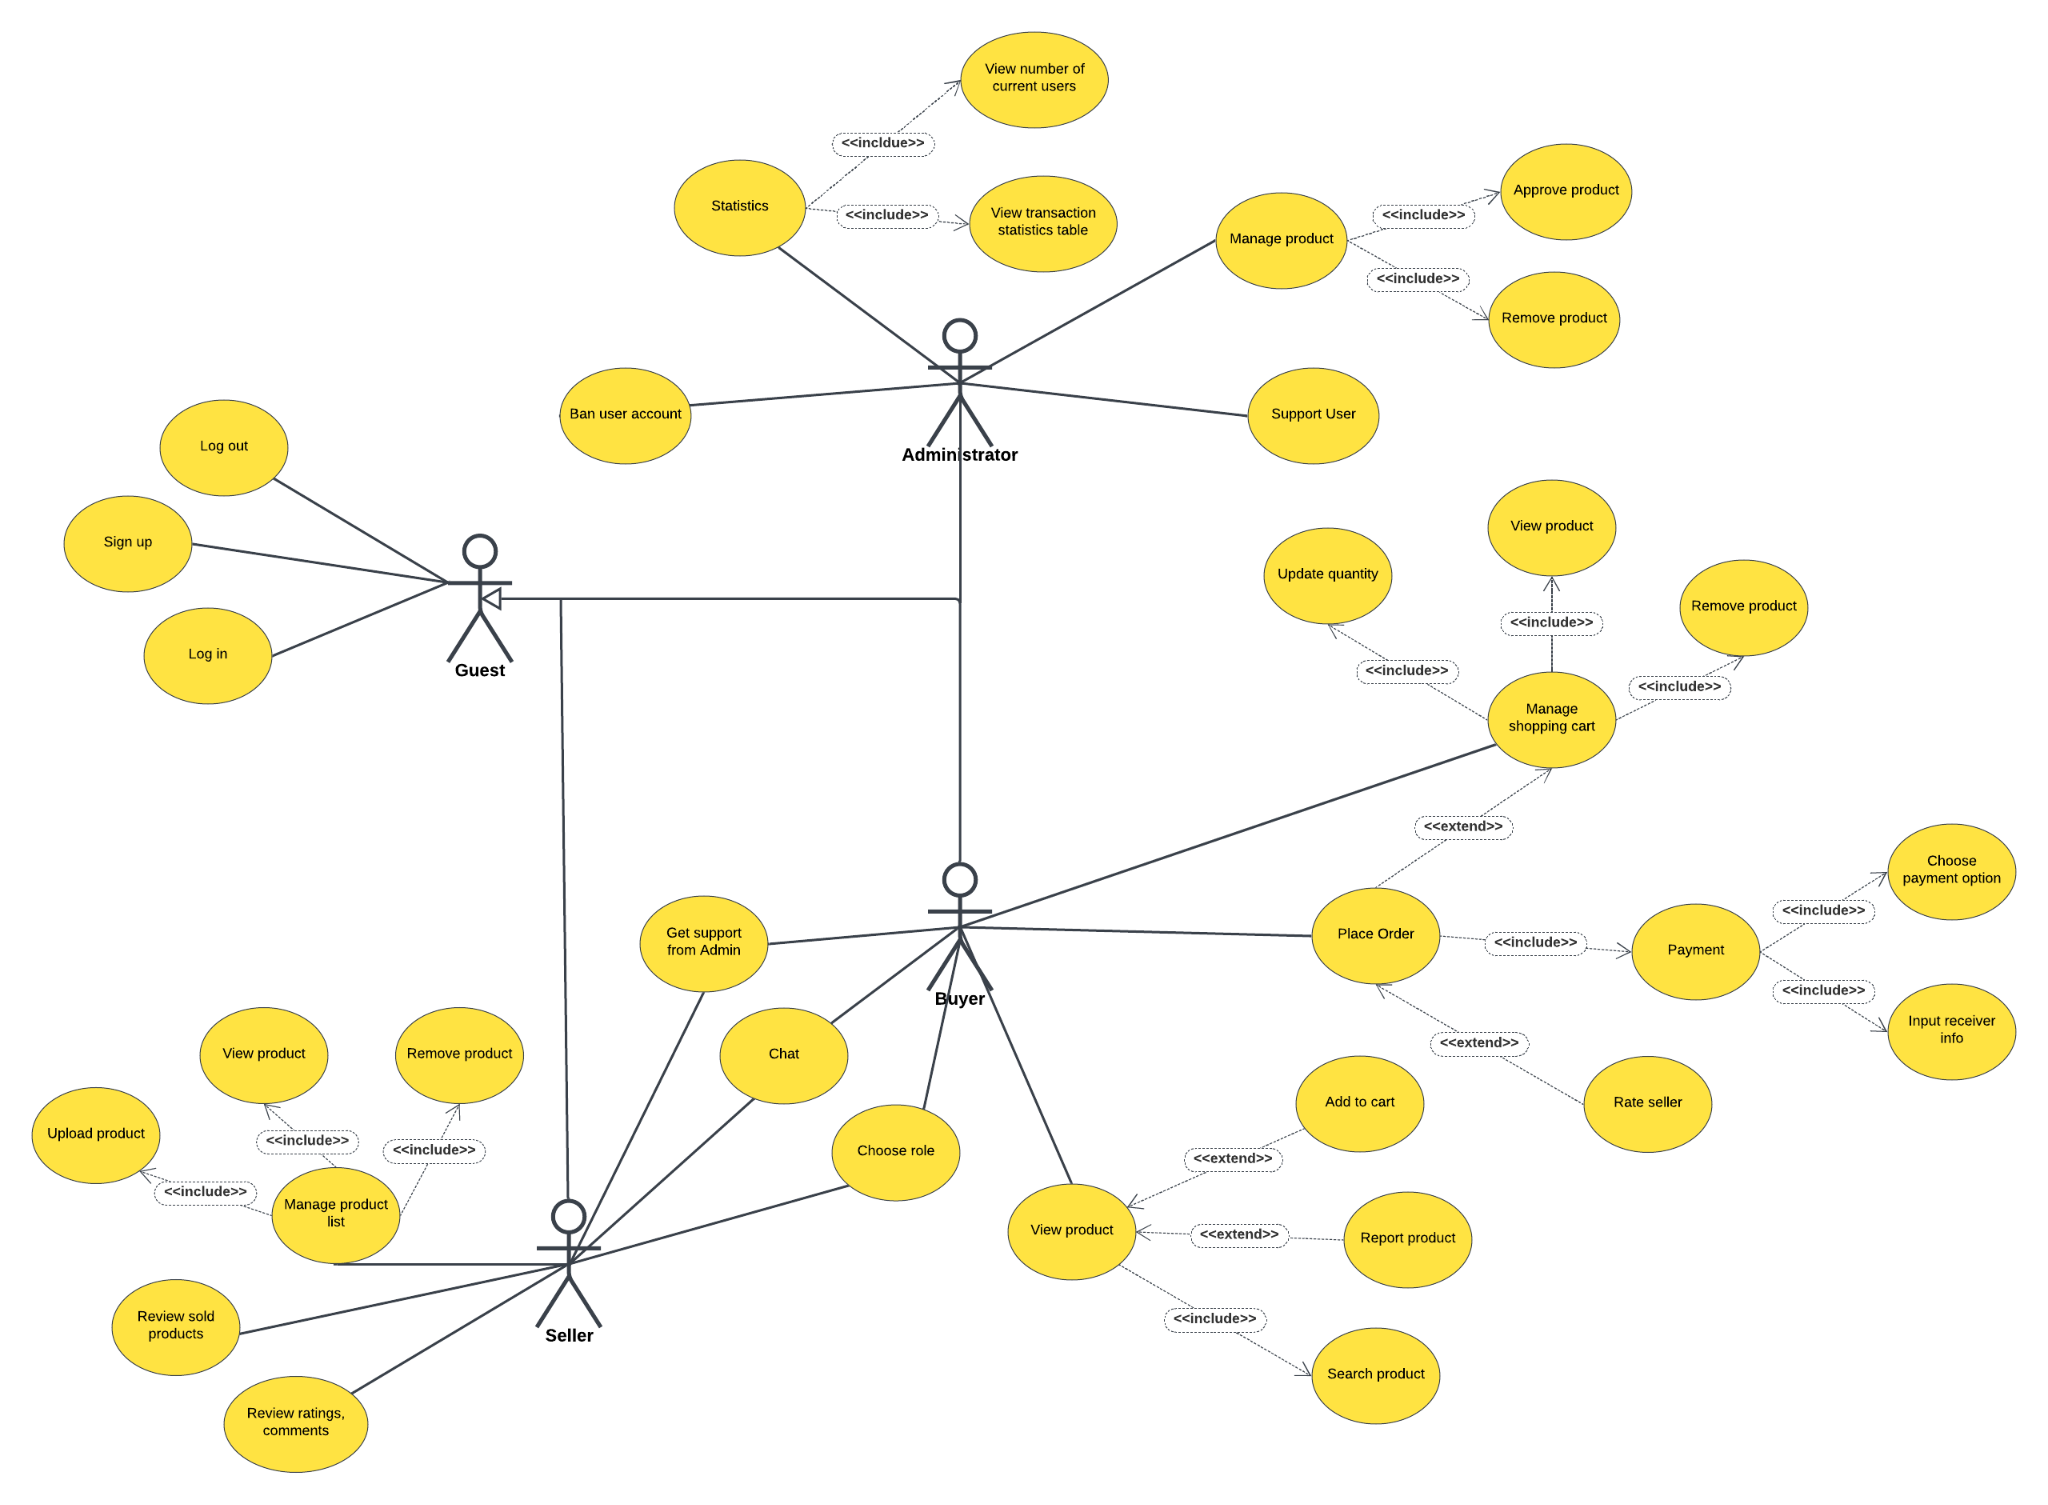 View number of
current users
<<incldue>>
Statistics
<<include>>
View transaction
statistics table
Approve product
<<include>>
Manage product
<<include>>
Remove product
Ban user account
Support User
Administrator
Log out
Sign up
Log in
Guest
View product
Update quantity
Remove product
<<include>>
<<include>>
<<include>>
Manage
shopping cart
<<extend>>
Choose
payment option
<<include>>
Get support
from Admin
Place Order
<<include>>
Payment
<<include>>
Buyer
Input receiver
info
<<extend>>
Rate seller
Chat
View product
Remove product
Upload product
<<include>>
<<include>>
<<include>>
Manage product
list
Choose role
Add to cart
<<extend>>
View product
<<extend>>
Report product
<<include>>
Search product
Seller
Review sold
products
Review ratings,
comments